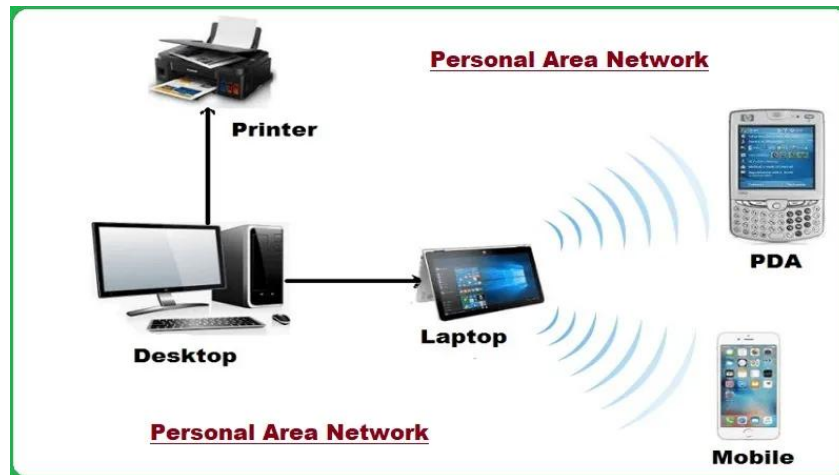 Personal Area Network
Printer
PDA
Laptop
Desktop
Personal Area Network
Mobile